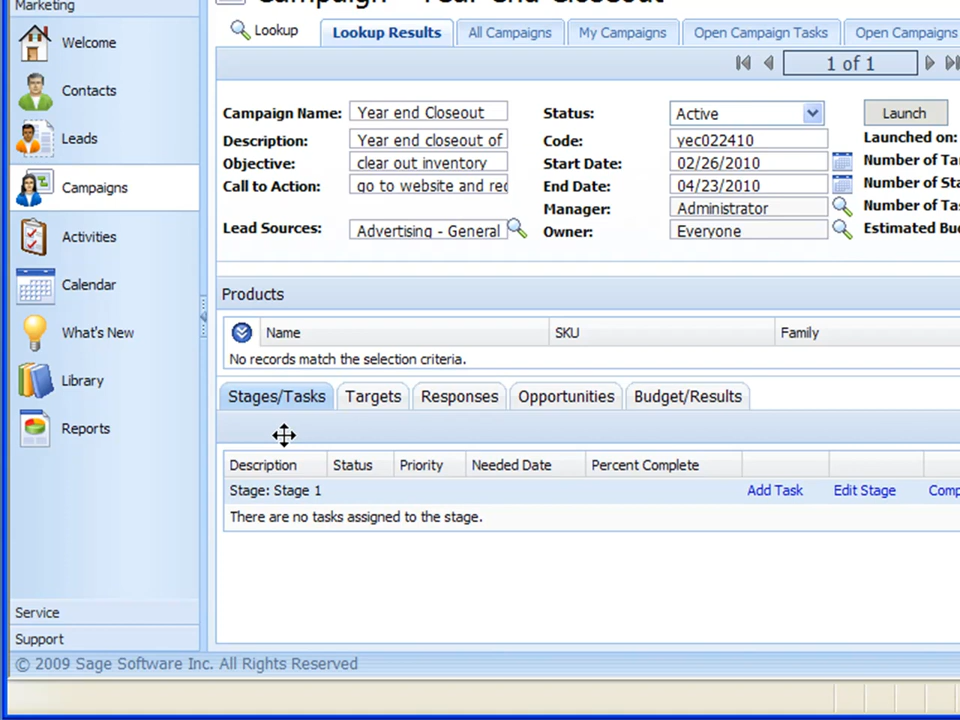 Marketing
Campaign - Year end Closeout
Lookup
Lookup Results
All Campaigns
My Campaigns
Open Campaign Tasks
Open Campaigns
1 of 1
Welcome
Contacts
Leads
Campaigns
Activities
Calendar
What's New
Library
Reports
Service
Support
Campaign Name: Year end Closeout
Description: Year end closeout of
Objective: clear out inventory
Call to Action: go to website and rec
Lead Sources: Advertising - General
Status: Active
Code: yec022410
Start Date: 02/26/2010
End Date: 04/23/2010
Manager: Administrator
Owner: Everyone
Launch
Launched on:
Number of Tar
Number of Sta
Number of Tas
Estimated Bud
Products
Name SKU Family
No records match the selection criteria.
Stages/Tasks Targets Responses Opportunities Budget/Results
Description Status Priority Needed Date Percent Complete
Stage: Stage 1 Add Task Edit Stage Comp
There are no tasks assigned to the stage.
© 2009 Sage Software Inc. All Rights Reserved